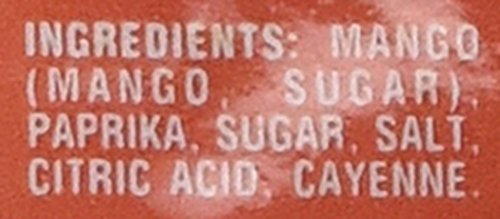 INGREDIENTS: MANGO
(MANGO, SUGAR),
PAPRIKA, SUGAR, SALT,
CITRIC ACID, CAYENNE.